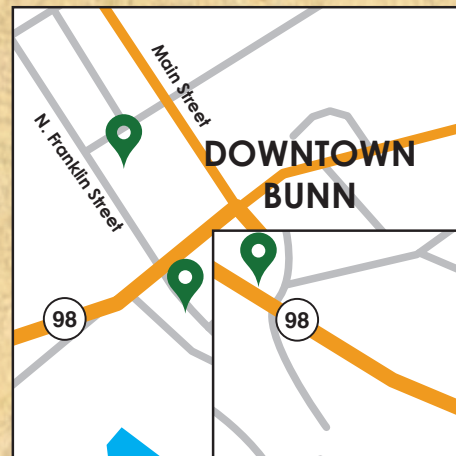 Main Street
N. Franklin Street
DOWNTOWN
BUNN
98
98